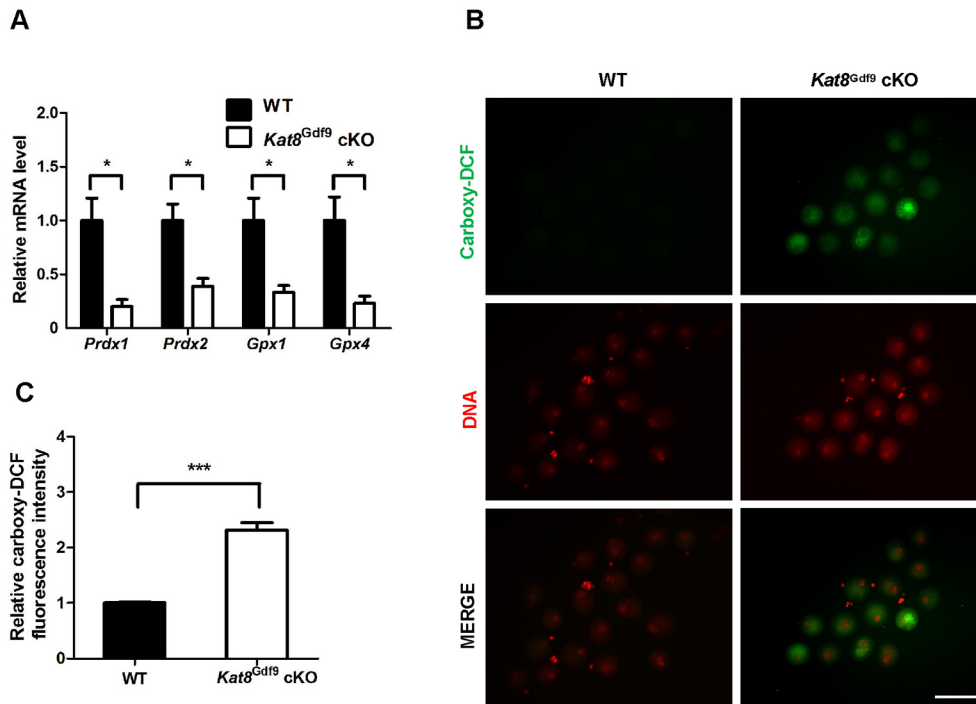 A
WT
Kat8Gdf9 cKO
Relative mRNA level
2.0
1.5
1.0
0.5
0
*
*
*
*
Prdx1
Prdx2
Gpx1
Gpx4
B
WT
Kat8Gdf9 cKO
Carboxy-DCF
DNA
MERGE
C
Relative carboxy-DCF
fluorescence intensity
4
3
2
1
0
***
WT
Kat8Gdf9 cKO